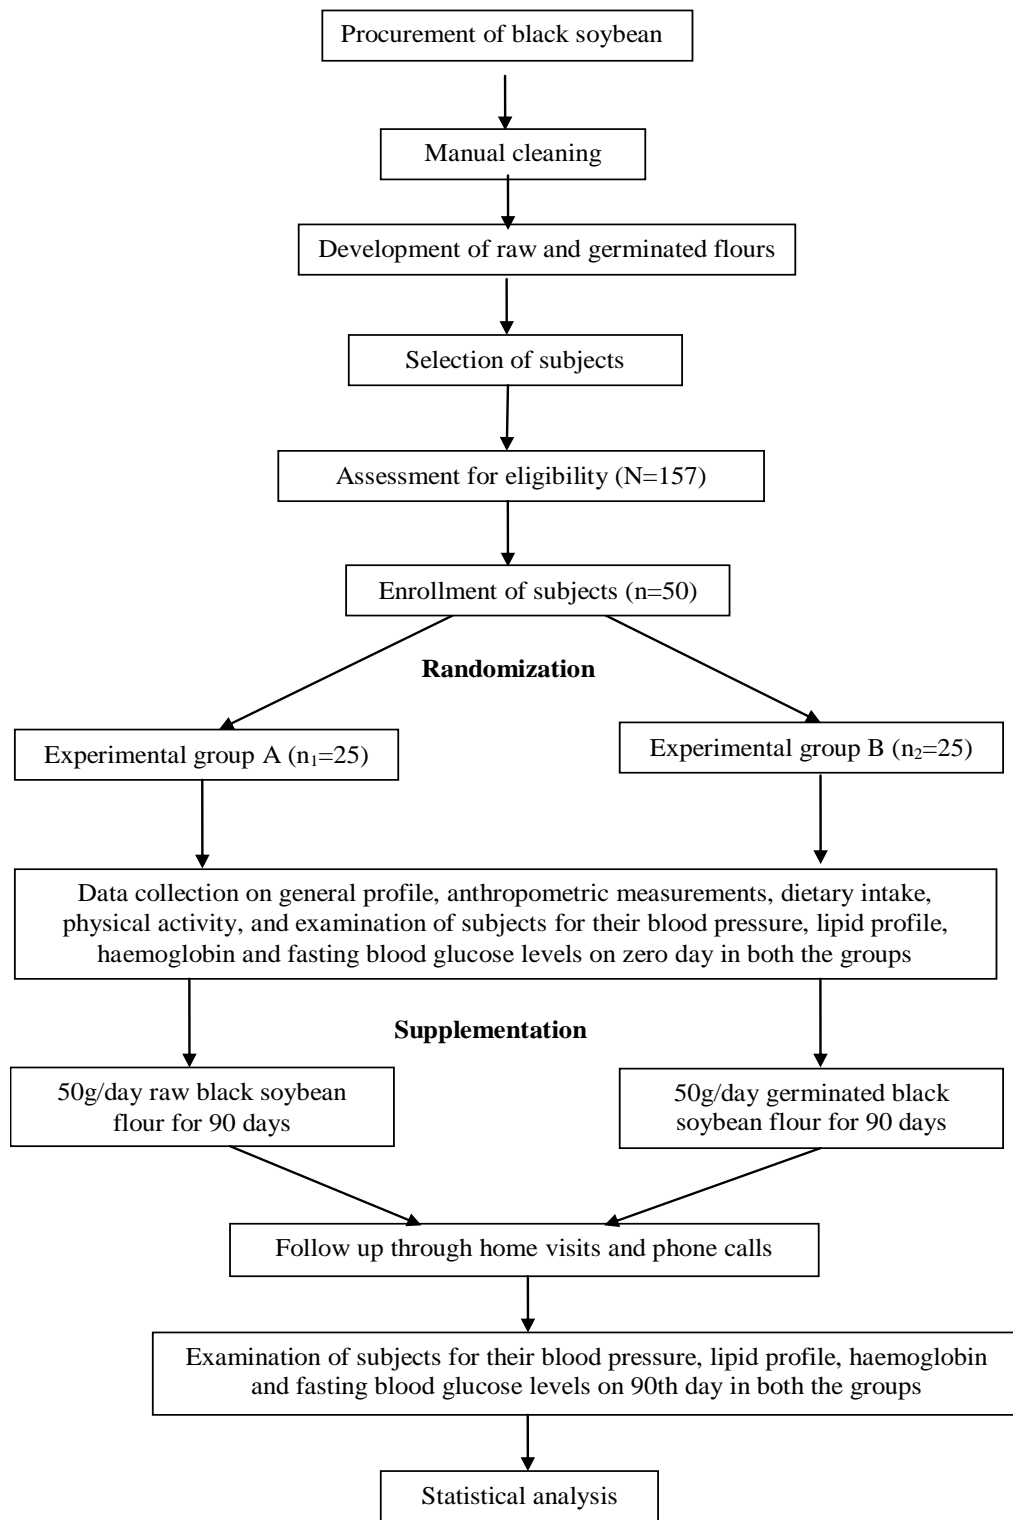 Procurement of black soybean
Manual cleaning
Development of raw and germinated flours
Selection of subjects
Assessment for eligibility (N=157)
Enrollment of subjects (n=50)
Randomization
Experimental group A (n₁=25)
Experimental group B (n₂=25)
Data collection on general profile, anthropometric measurements, dietary intake,
physical activity, and examination of subjects for their blood pressure, lipid profile,
haemoglobin and fasting blood glucose levels on zero day in both the groups
Supplementation
50g/day raw black soybean
flour for 90 days
50g/day germinated black
soybean flour for 90 days
Follow up through home visits and phone calls
Examination of subjects for their blood pressure, lipid profile, haemoglobin
and fasting blood glucose levels on 90th day in both the groups
Statistical analysis